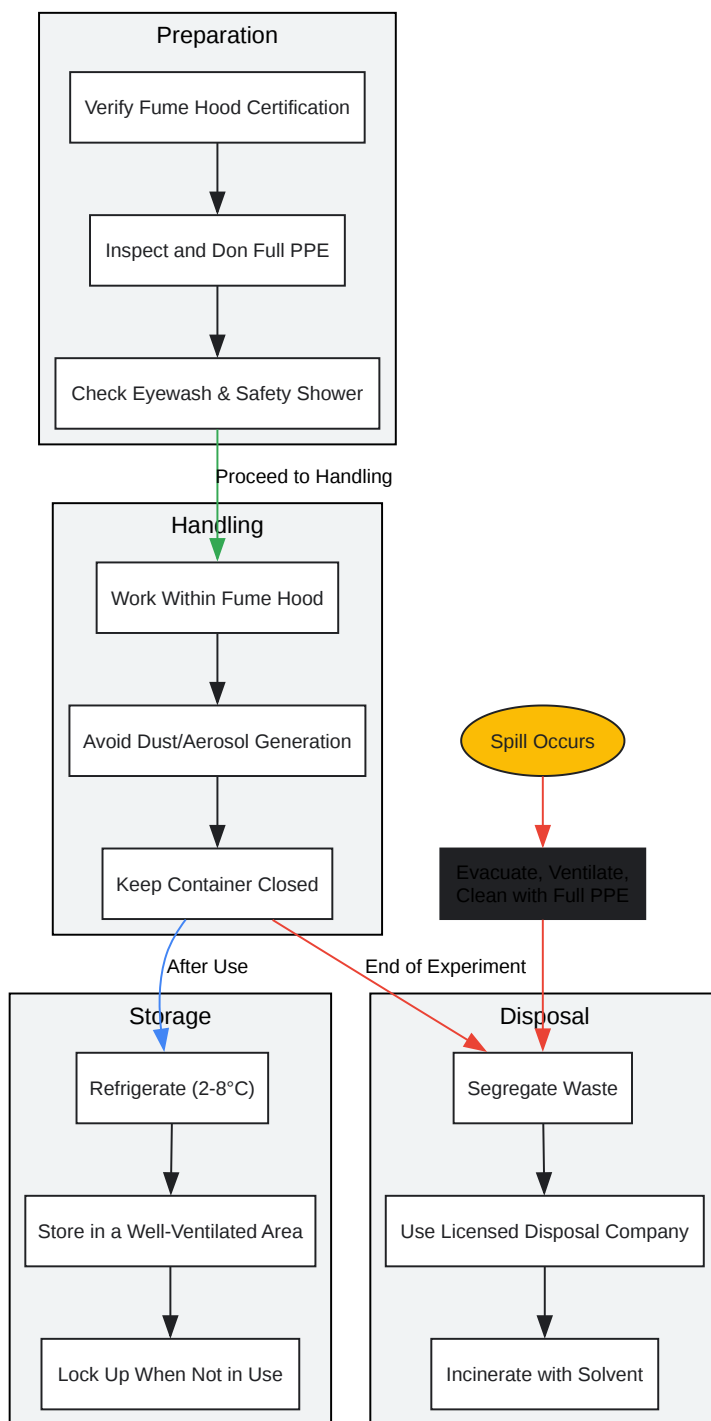 Preparation
Verify Fume Hood Certification
Inspect and Don Full PPE
Check Eyewash & Safety Shower
Proceed to Handling
Handling
Work Within Fume Hood
Avoid Dust/Aerosol Generation
Spill Occurs
Keep Container Closed
Evacuate, Ventilate,
Clean with Full PPE
After Use
End of Experiment
Storage
Disposal
Refrigerate (2-8°C)
Segregate Waste
Store in a Well-Ventilated Area
Use Licensed Disposal Company
Lock Up When Not in Use
Incinerate with Solvent